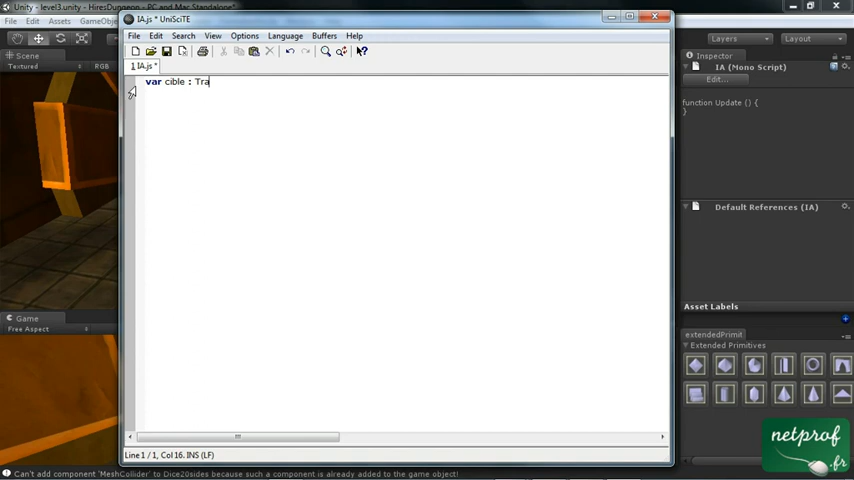 Unity - level3.unity - HiresDungeon - PC and Mac Standalone*
File Edit Assets GameObj
Scene
Textured RGB
Game
Free Aspect
IA.js * UniSciTE
File Edit Search View Options Language Buffers Help
1 IA.js *
var cible : Tra
Line 1 / 1, Col 16. INS (LF)
Layers Layout
Inspector
IA (Mono Script)
Edit...
function Update () {
}
Default References (IA)
Asset Labels
extendedPrimit
Extended Primitives
netprof
.fr
Can't add component 'MeshCollider' to Dice20sides because such a component is already added to the game object!